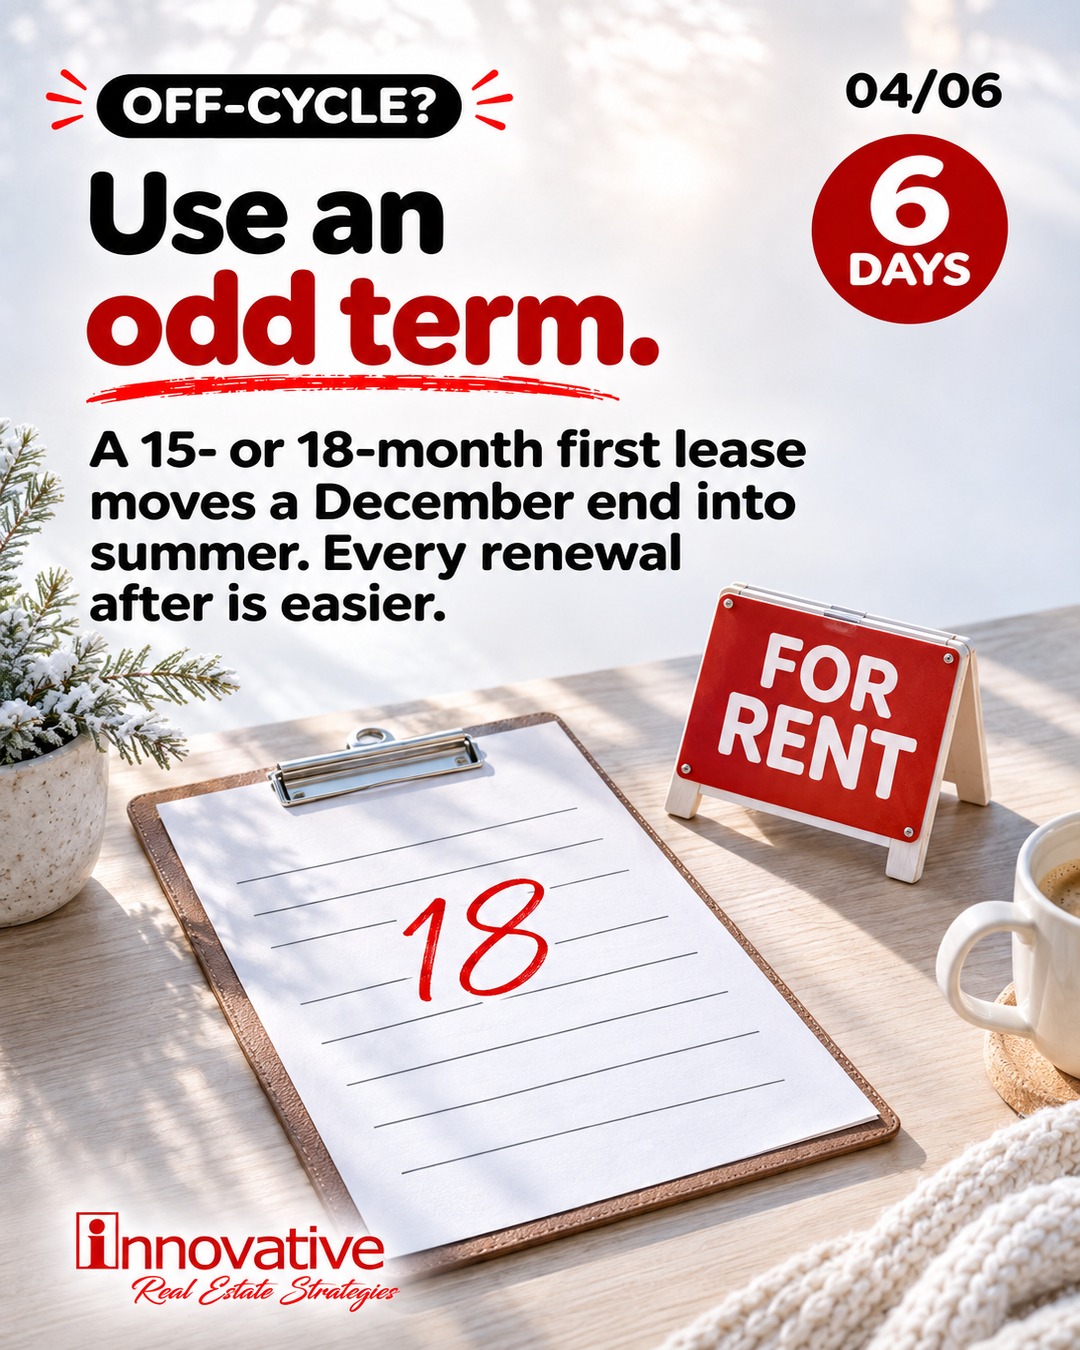 OFF-CYCLE?
04/06
6
DAYS
Use an
odd term.
A 15- or 18-month first lease
moves a December end into
summer. Every renewal
after is easier.
FOR
RENT
18
innovative
Real Estate Strategies